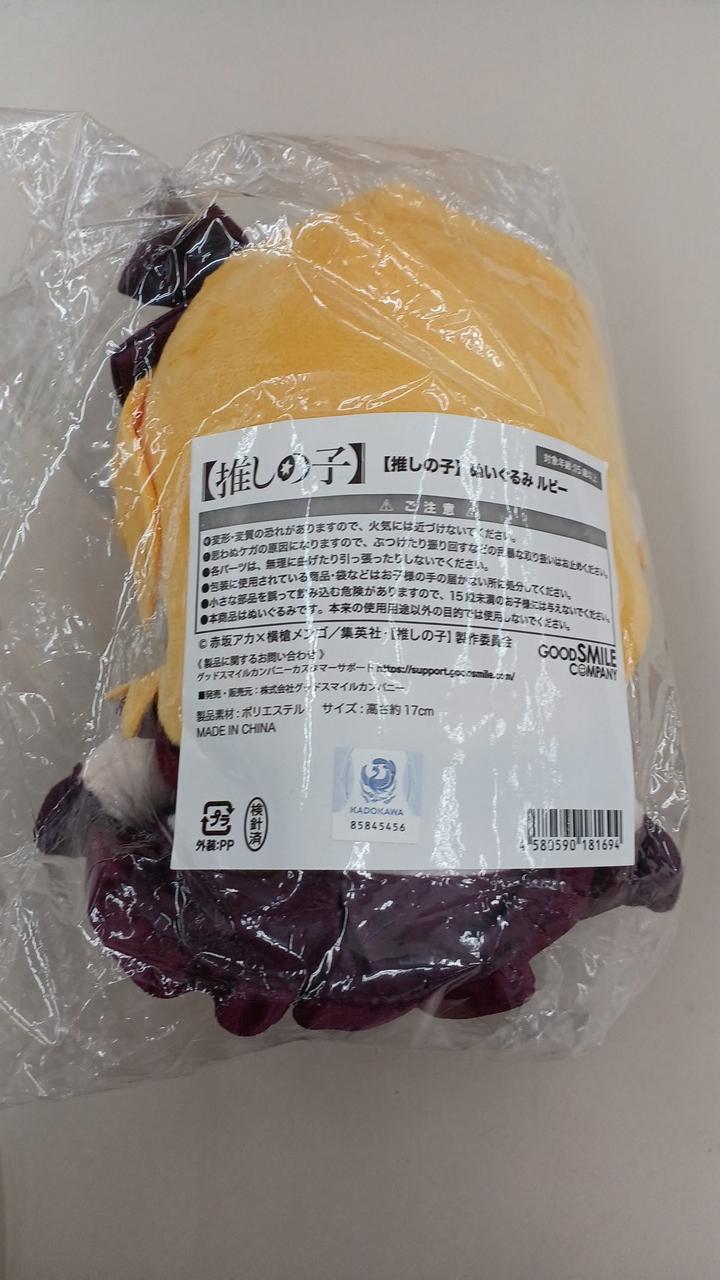 【推しの子】
【推しの子】ぬいぐるみ ルビー
対象年齢:15歳以上
⚠ ご注意 ⚠
●変形・変質の恐れがありますので、火気には近づけないでください。
●思わぬケガの原因になりますので、ぶつけたり振り回すなどの乱暴な取り扱いはお止めください。
●各パーツは、無理に曲げたり引っ張ったりしないでください。
●包装に使用されている商品・袋などはお子様の手の届かない所に処分してください。
●小さな部品を誤って飲み込む危険がありますので、15歳未満のお子様には与えないでください。
●本商品はぬいぐるみです。本来の使用用途以外の目的では使用しないでください。
© 赤坂アカ×横槍メンゴ／集英社・【推しの子】製作委員会
《 製品に関するお問い合わせ 》
グッドスマイルカンパニーカスタマーサポート https://support.goodsmile.com/
■発売・販売元：株式会社グッドスマイルカンパニー
GOODSMILE
COMPANY
製品素材：ポリエステル サイズ：高さ約 17cm
MADE IN CHINA
KADOKAWA
85845456
プラ
外装:PP
検針済
4 580590 181694